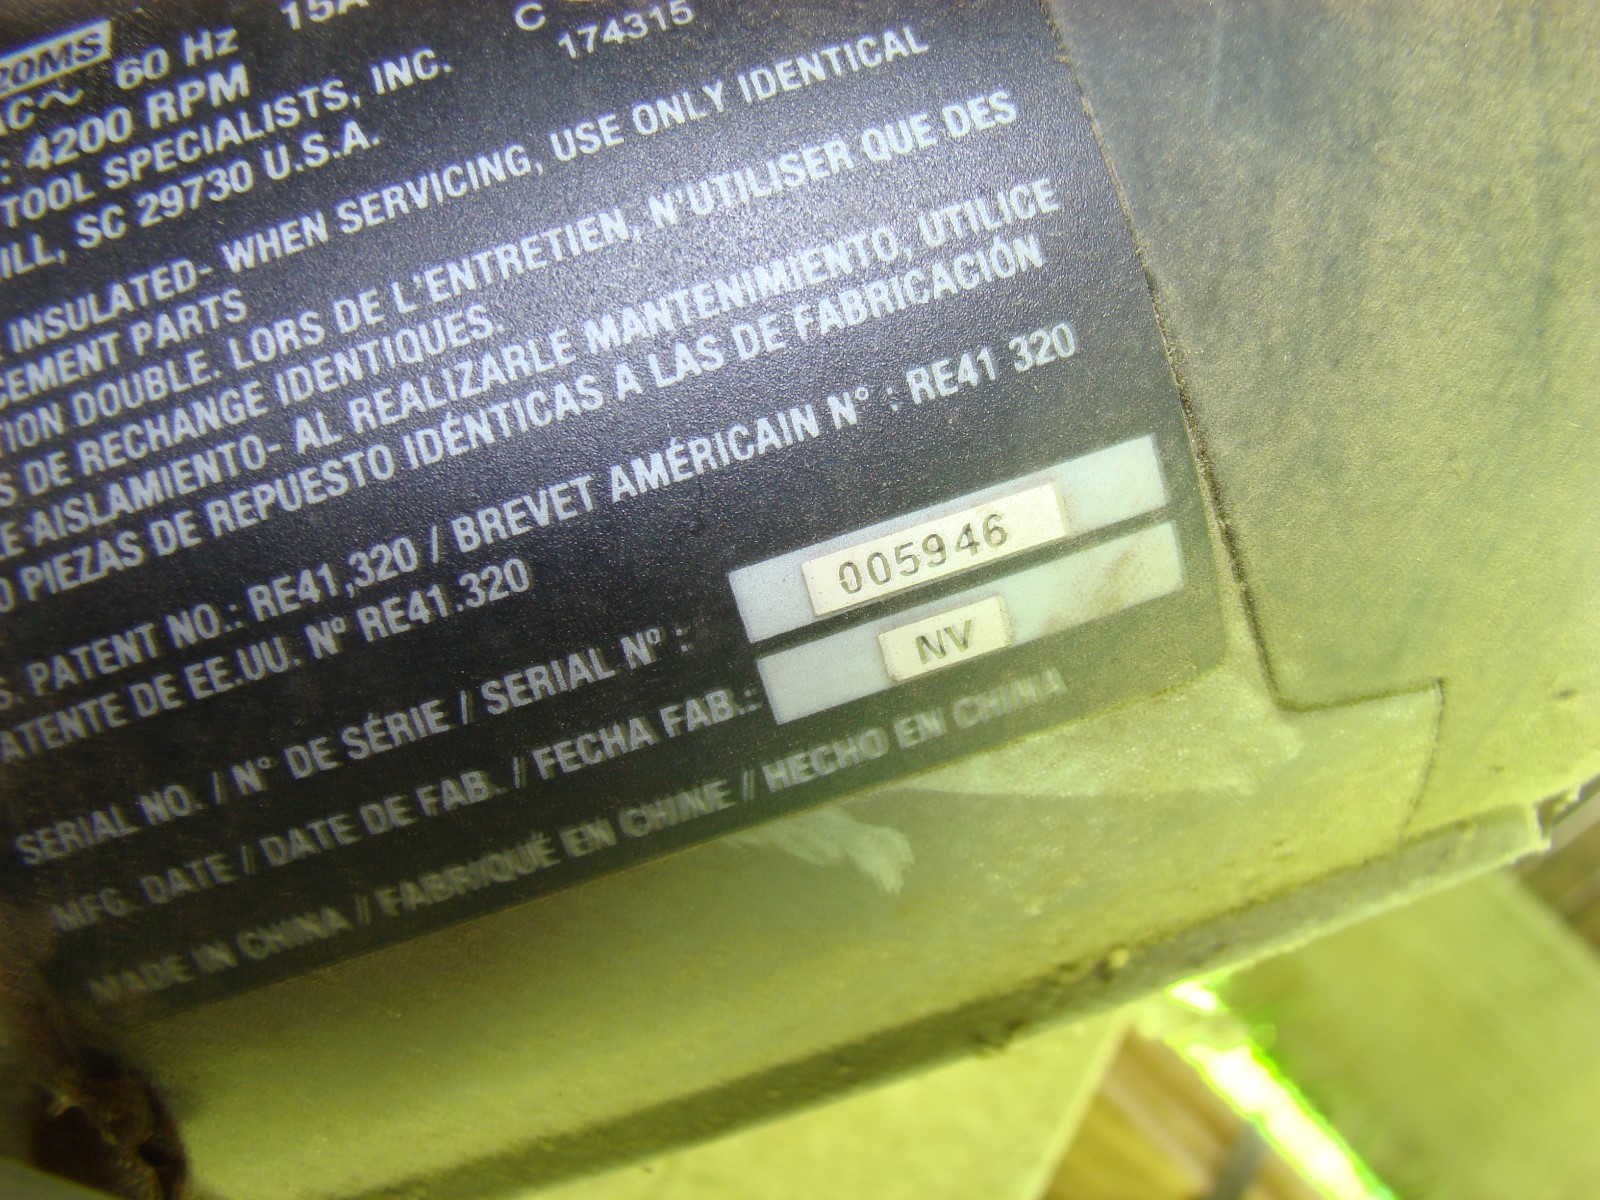 20MS
AC~ 60 Hz 15A C
: 4200 RPM 174315
TOOL SPECIALISTS, INC.
ILL, SC 29730 U.S.A.
INSULATED- WHEN SERVICING, USE ONLY IDENTICAL
CEMENT PARTS
TION DOUBLE. LORS DE L'ENTRETIEN, N'UTILISER QUE DES
S DE RECHANGE IDENTIQUES.
LE AISLAMIENTO- AL REALIZARLE MANTENIMIENTO, UTILICE
O PIEZAS DE REPUESTO IDÉNTICAS A LAS DE FABRICACIÓN
S. PATENT NO.: RE41,320 / BREVET AMÉRICAIN N° : RE41 320
ATENTE DE EE.UU. Nº RE41.320
SERIAL NO. / N° DE SÉRIE / SERIAL Nº : 005946
MFG. DATE / DATE DE FAB. / FECHA FAB.: NV
MADE IN CHINA / FABRIQUÉ EN CHINE / HECHO EN CHINA